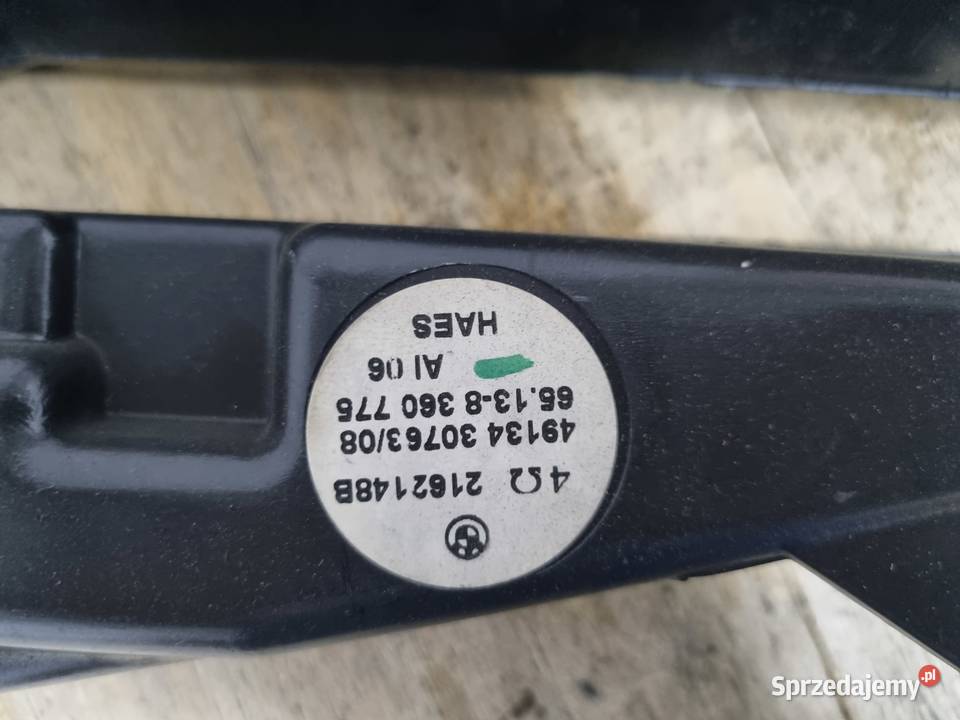 4Ω 2162148B
49134 30763/08
65.13-8 360 775
AI 06
HAES
Sprzedajemy.pl